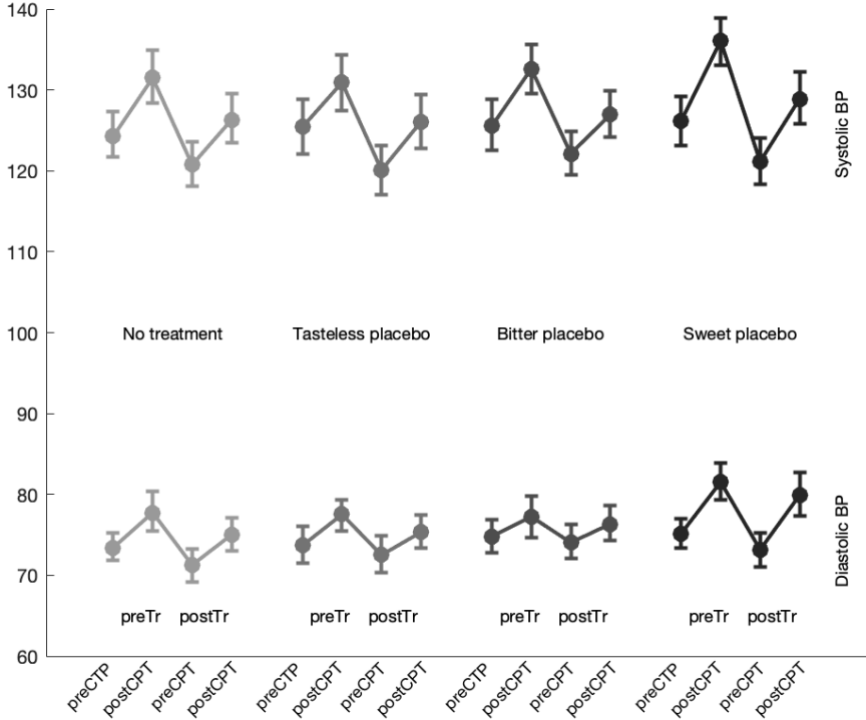 140
130
120
110
100
90
80
70
60
Systolic BP
No treatment Tasteless placebo Bitter placebo Sweet placebo
Diastolic BP
preTr postTr preTr postTr preTr postTr preTr postTr
preCTP postCPT preCPT postCPT preCTP postCPT preCPT postCPT preCTP postCPT preCPT postCPT preCTP postCPT preCPT postCPT